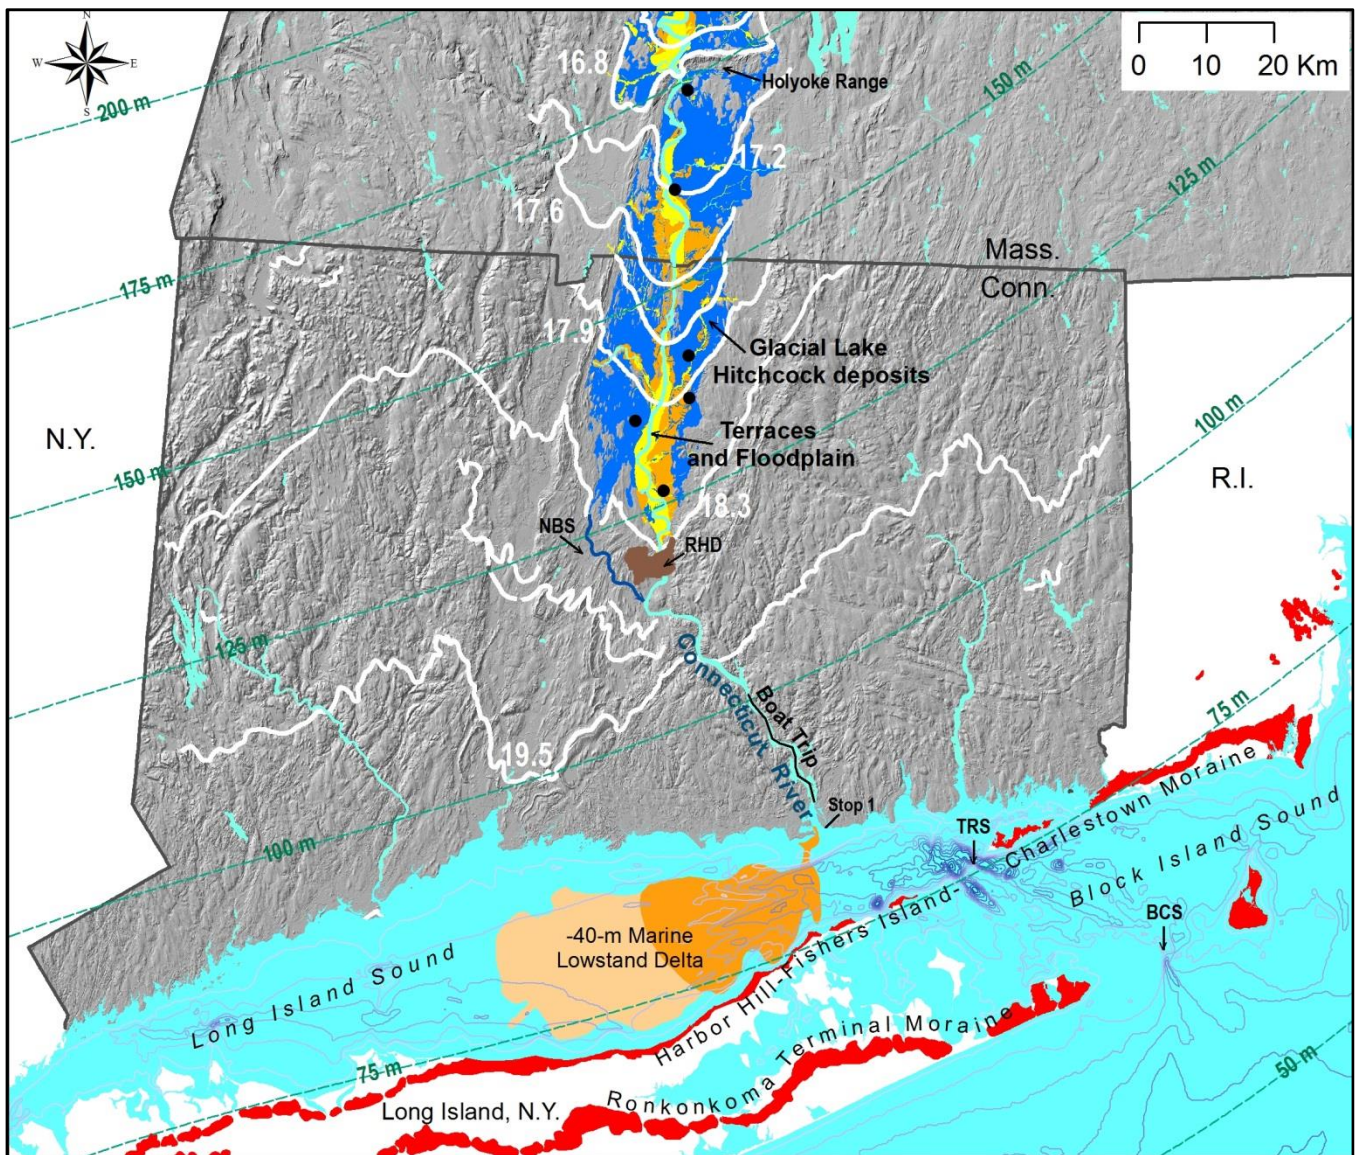 N
W
E
S
0 10 20 Km
200 m
16.8
Holyoke Range
150 m
17.2
17.6
125 m
175 m
Mass.
Conn.
17.9
Glacial Lake
Hitchcock deposits
100 m
N.Y.
150 m
Terraces
and Floodplain
R.I.
18.3
NBS
RHD
125 m
Connecticut River
Boat Trip
75 m
19.5
Stop 1
100 m
TRS
Harbor Hill-Fishers Island-Charlestown Moraine
Block Island Sound
BCS
-40-m Marine
Lowstand Delta
Long Island Sound
75 m
Ronkonkoma Terminal Moraine
50 m
Long Island, N.Y.